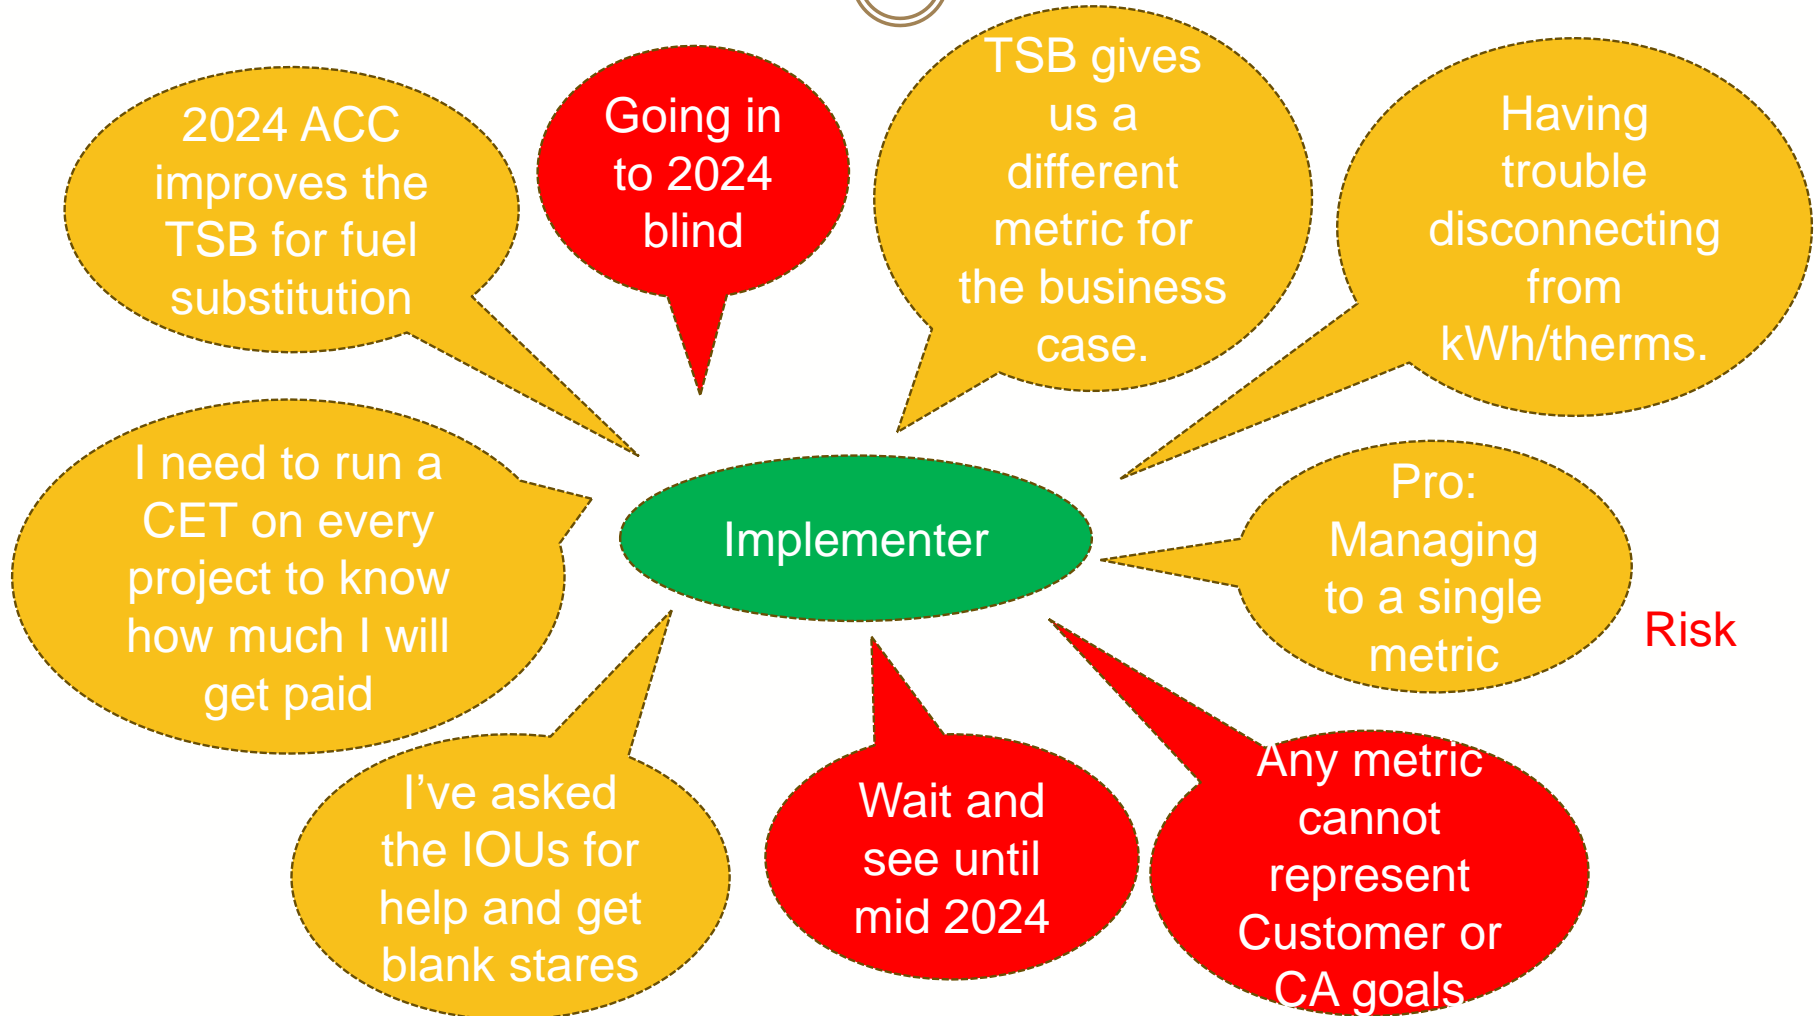 2024 ACC
improves the
TSB for fuel
substitution
Going in
to 2024
blind
TSB gives
us a
different
metric for
the business
case.
Having
trouble
disconnecting
from
kWh/therms.
I need to run a
CET on every
project to know
how much I will
get paid
Implementer
Pro:
Managing
to a single
metric
Risk
I’ve asked
the IOUs for
help and get
blank stares
Wait and
see until
mid 2024
Any metric
cannot
represent
Customer or
CA goals